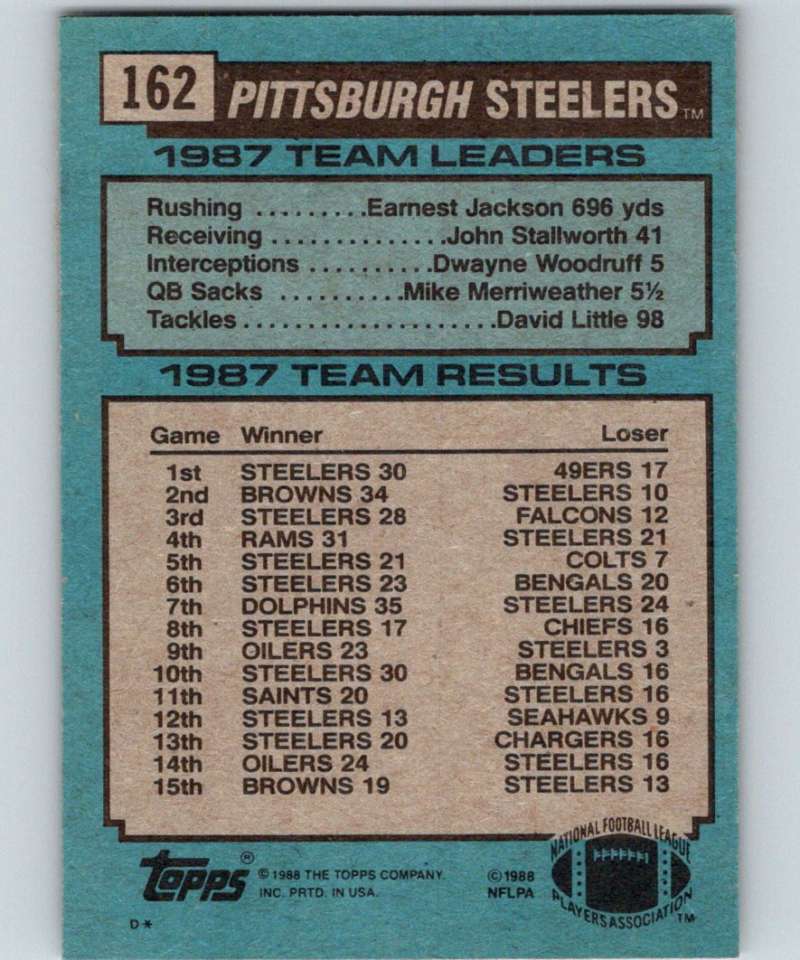 162 PITTSBURGH STEELERS™
1987 TEAM LEADERS
Rushing .........Earnest Jackson 696 yds
Receiving ...............John Stallworth 41
Interceptions ..........Dwayne Woodruff 5
QB Sacks ..........Mike Merriweather 5½
Tackles......................David Little 98
1987 TEAM RESULTS
Game Winner Loser
1st STEELERS 30 49ERS 17
2nd BROWNS 34 STEELERS 10
3rd STEELERS 28 FALCONS 12
4th RAMS 31 STEELERS 21
5th STEELERS 21 COLTS 7
6th STEELERS 23 BENGALS 20
7th DOLPHINS 35 STEELERS 24
8th STEELERS 17 CHIEFS 16
9th OILERS 23 STEELERS 3
10th STEELERS 30 BENGALS 16
11th SAINTS 20 STEELERS 16
12th STEELERS 13 SEAHAWKS 9
13th STEELERS 20 CHARGERS 16
14th OILERS 24 STEELERS 16
15th BROWNS 19 STEELERS 13
Topps® © 1988 THE TOPPS COMPANY.
INC. PRTD. IN USA.
© 1988
NFLPA
NATIONAL FOOTBALL LEAGUE
PLAYERS ASSOCIATION™
D*